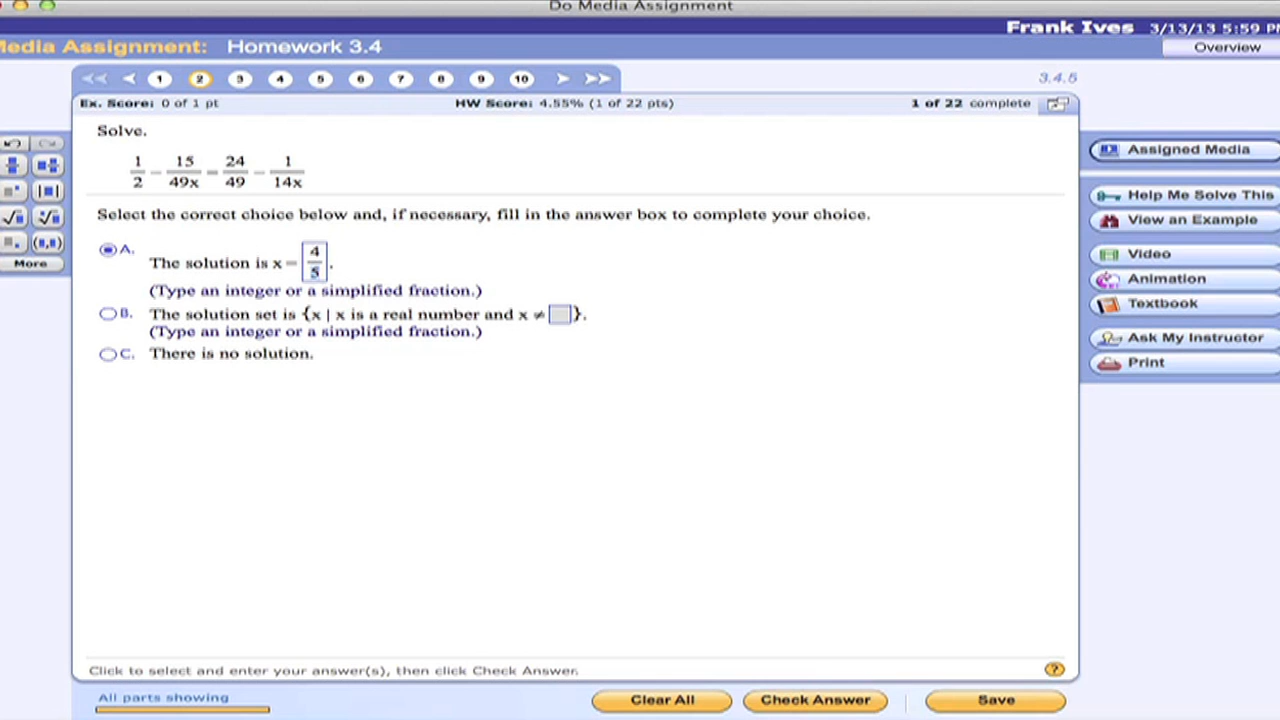 Do Media Assignment
Frank Ives 3/13/13 5:59 P
Media Assignment: Homework 3.4
Overview
1 2 3 4 5 6 7 8 9 10
3.4.5
Ex. Score: 0 of 1 pt HW Score: 4.55% (1 of 22 pts) 1 of 22 complete
Solve.
1/2 − 15/49x = 24/49 − 1/14x
Select the correct choice below and, if necessary, fill in the answer box to complete your choice.
A. The solution is x = 4/5.
(Type an integer or a simplified fraction.)
B. The solution set is {x | x is a real number and x ≠ }.
(Type an integer or a simplified fraction.)
C. There is no solution.
More
Assigned Media
Help Me Solve This
View an Example
Video
Animation
Textbook
Ask My Instructor
Print
Click to select and enter your answer(s), then click Check Answer.
?
All parts showing
Clear All Check Answer Save